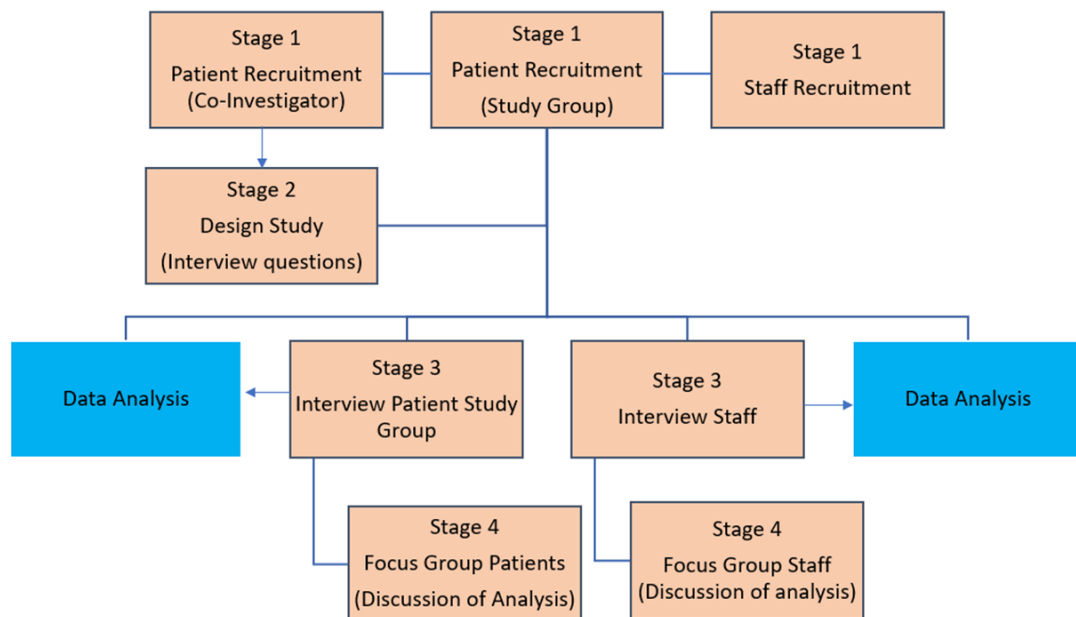 Stage 1
Patient Recruitment
(Co-Investigator)
Stage 1
Patient Recruitment
(Study Group)
Stage 1
Staff Recruitment
Stage 2
Design Study
(Interview questions)
Data Analysis
Stage 3
Interview Patient Study
Group
Stage 3
Interview Staff
Data Analysis
Stage 4
Focus Group Patients
(Discussion of Analysis)
Stage 4
Focus Group Staff
(Discussion of analysis)